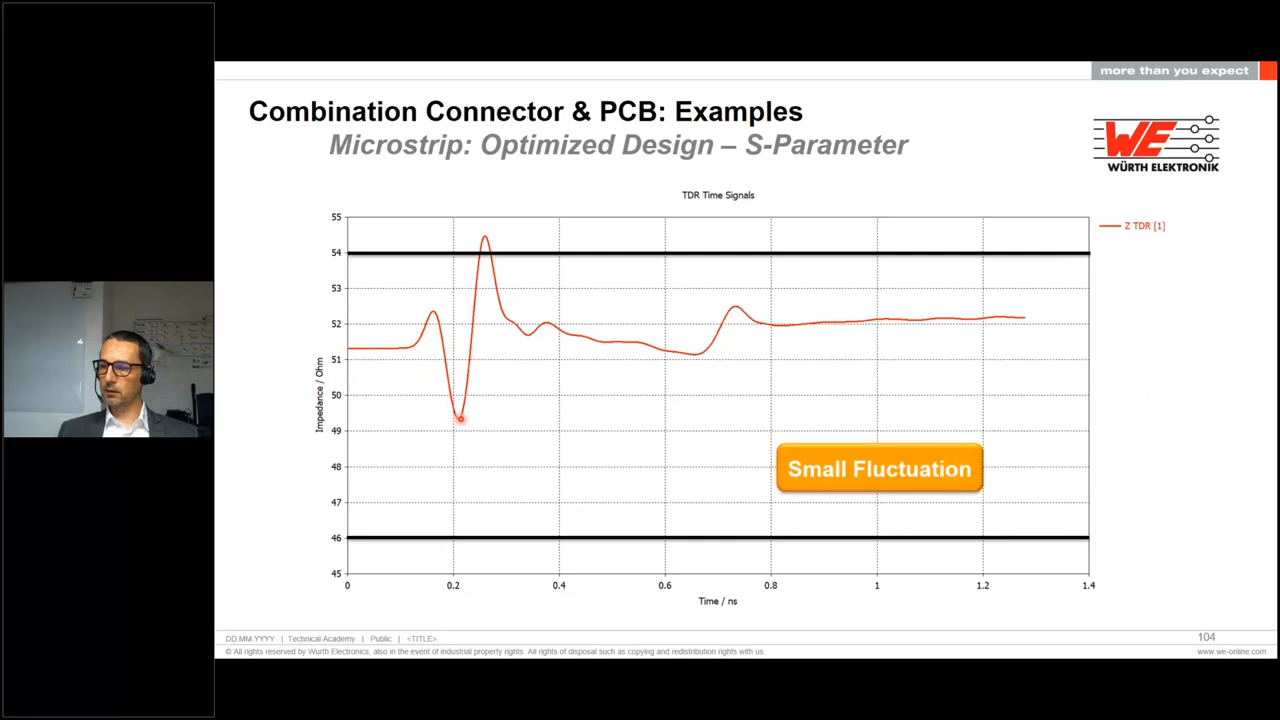 more than you expect
Combination Connector & PCB: Examples
Microstrip: Optimized Design – S-Parameter
WE
WÜRTH ELEKTRONIK
TDR Time Signals
Z TDR [1]
55
54
53
52
51
50
49
48
47
46
45
Impedance / Ohm
Small Fluctuation
0 0.2 0.4 0.6 0.8 1 1.2 1.4
Time / ns
DD.MM.YYYY | Technical Academy | Public | <TITLE>
104
© All rights reserved by Wurth Electronics, also in the event of industrial property rights. All rights of disposal such as copying and redistribution rights with us.
www.we-online.com